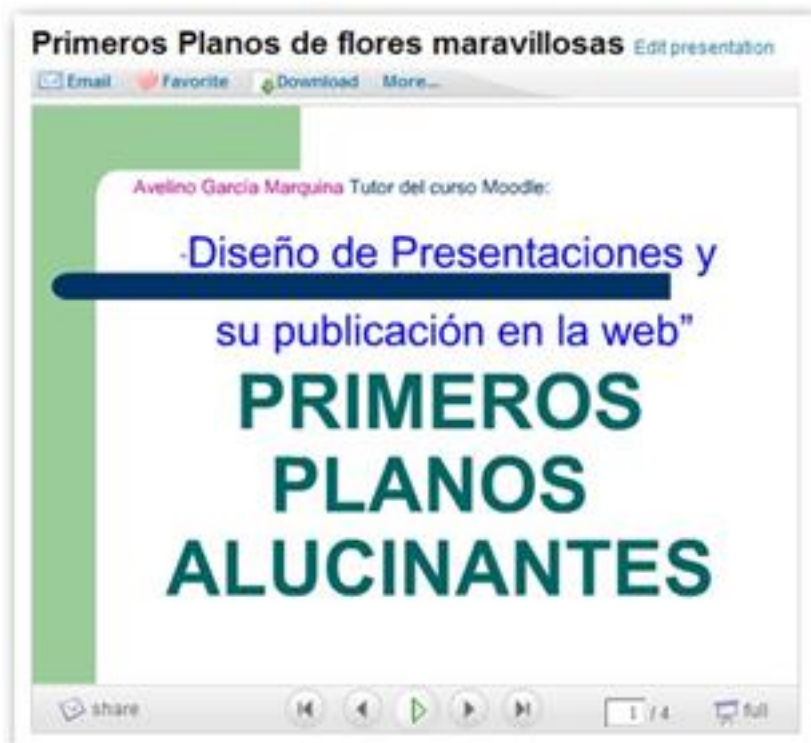 Primeros Planos de flores maravillosas Edit presentation
Email Favorite Download More...
Avelino García Marquina Tutor del curso Moodle:
-Diseño de Presentaciones y
su publicación en la web”
PRIMEROS
PLANOS
ALUCINANTES
share 1 / 4 full